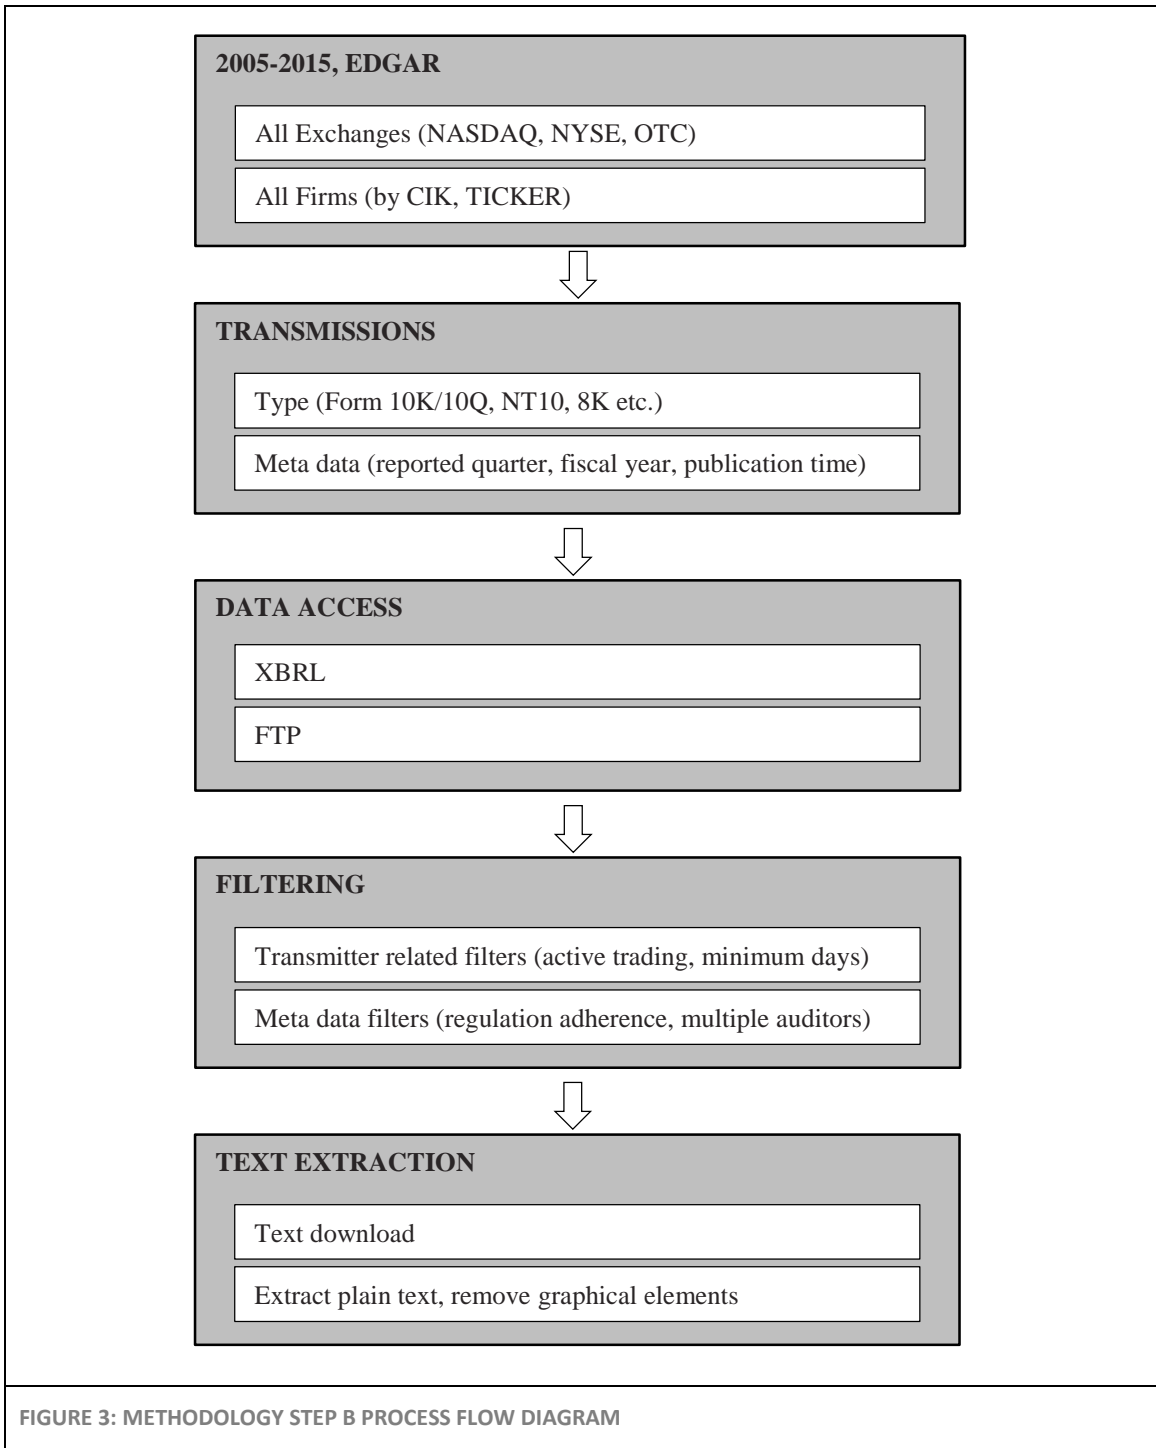 2005-2015, EDGAR
All Exchanges (NASDAQ, NYSE, OTC)
All Firms (by CIK, TICKER)
TRANSMISSIONS
Type (Form 10K/10Q, NT10, 8K etc.)
Meta data (reported quarter, fiscal year, publication time)
DATA ACCESS
XBRL
FTP
FILTERING
Transmitter related filters (active trading, minimum days)
Meta data filters (regulation adherence, multiple auditors)
TEXT EXTRACTION
Text download
Extract plain text, remove graphical elements
FIGURE 3: METHODOLOGY STEP B PROCESS FLOW DIAGRAM